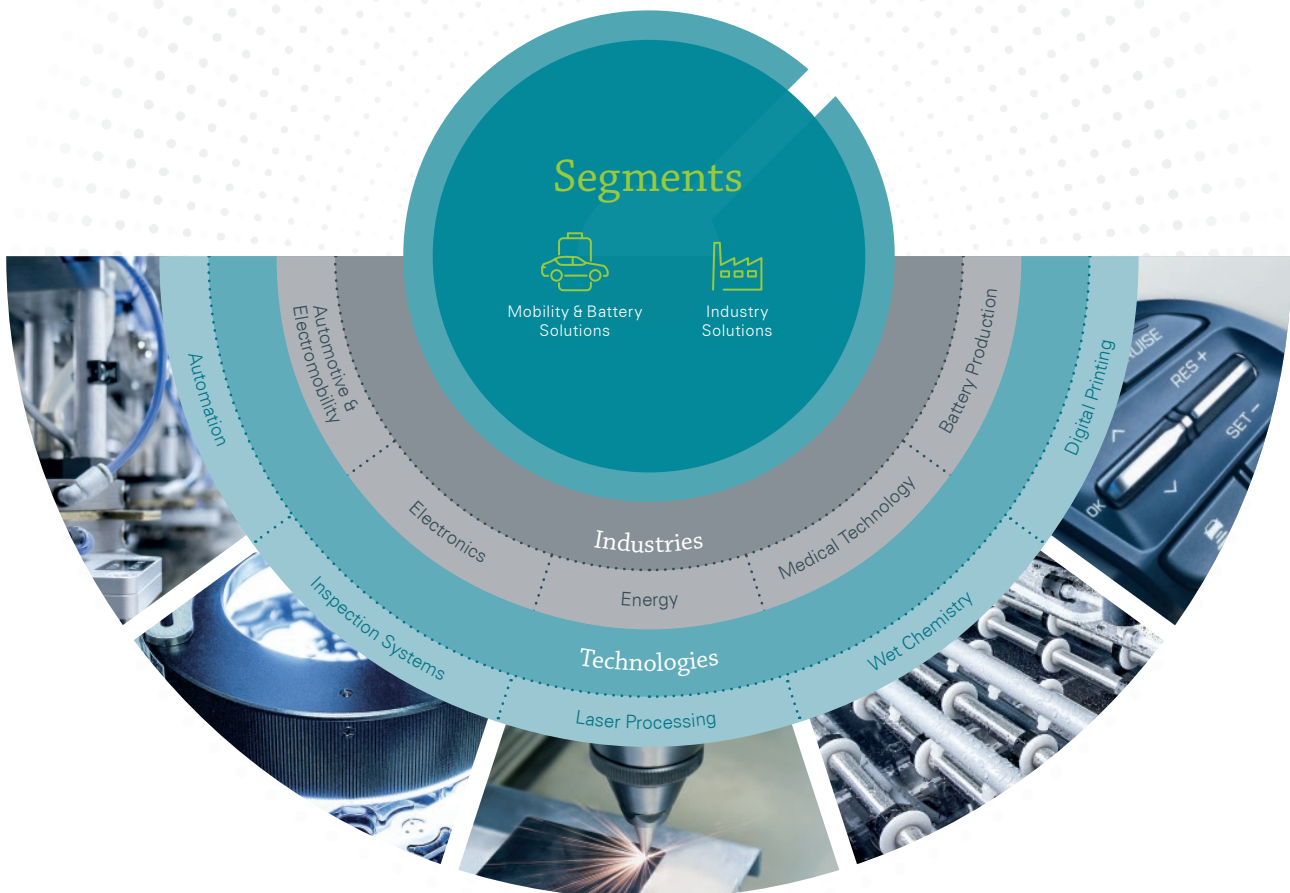 Segments
Mobility & Battery
Solutions
Industry
Solutions
Industries
Automotive &
Electromobility
Electronics
Energy
Medical Technology
Battery Production
Technologies
Automation
Inspection Systems
Laser Processing
Wet Chemistry
Digital Printing
RES +
SET –
OK